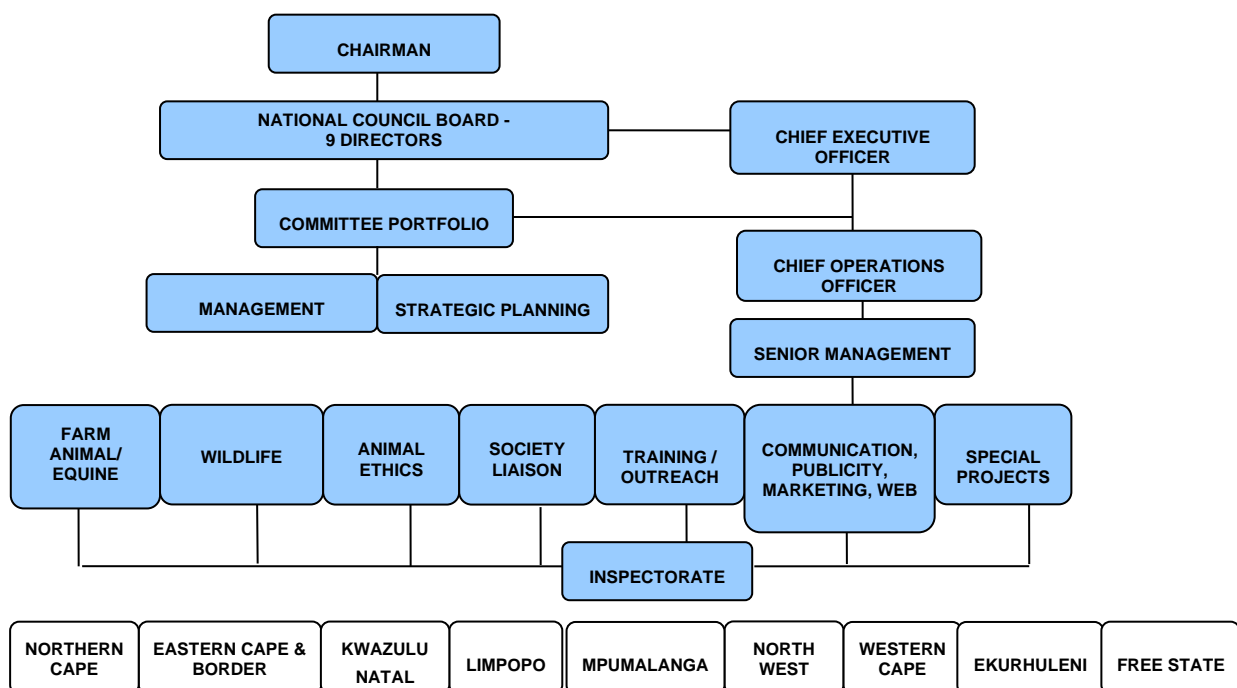 CHAIRMAN
NATIONAL COUNCIL BOARD -
9 DIRECTORS
CHIEF EXECUTIVE
OFFICER
COMMITTEE PORTFOLIO
CHIEF OPERATIONS
OFFICER
MANAGEMENT
STRATEGIC PLANNING
SENIOR MANAGEMENT
FARM
ANIMAL/
EQUINE
WILDLIFE
ANIMAL
ETHICS
SOCIETY
LIAISON
TRAINING /
OUTREACH
COMMUNICATION,
PUBLICITY,
MARKETING, WEB
SPECIAL
PROJECTS
INSPECTORATE
NORTHERN
CAPE
EASTERN CAPE &
BORDER
KWAZULU
NATAL
LIMPOPO
MPUMALANGA
NORTH
WEST
WESTERN
CAPE
EKURHULENI
FREE STATE